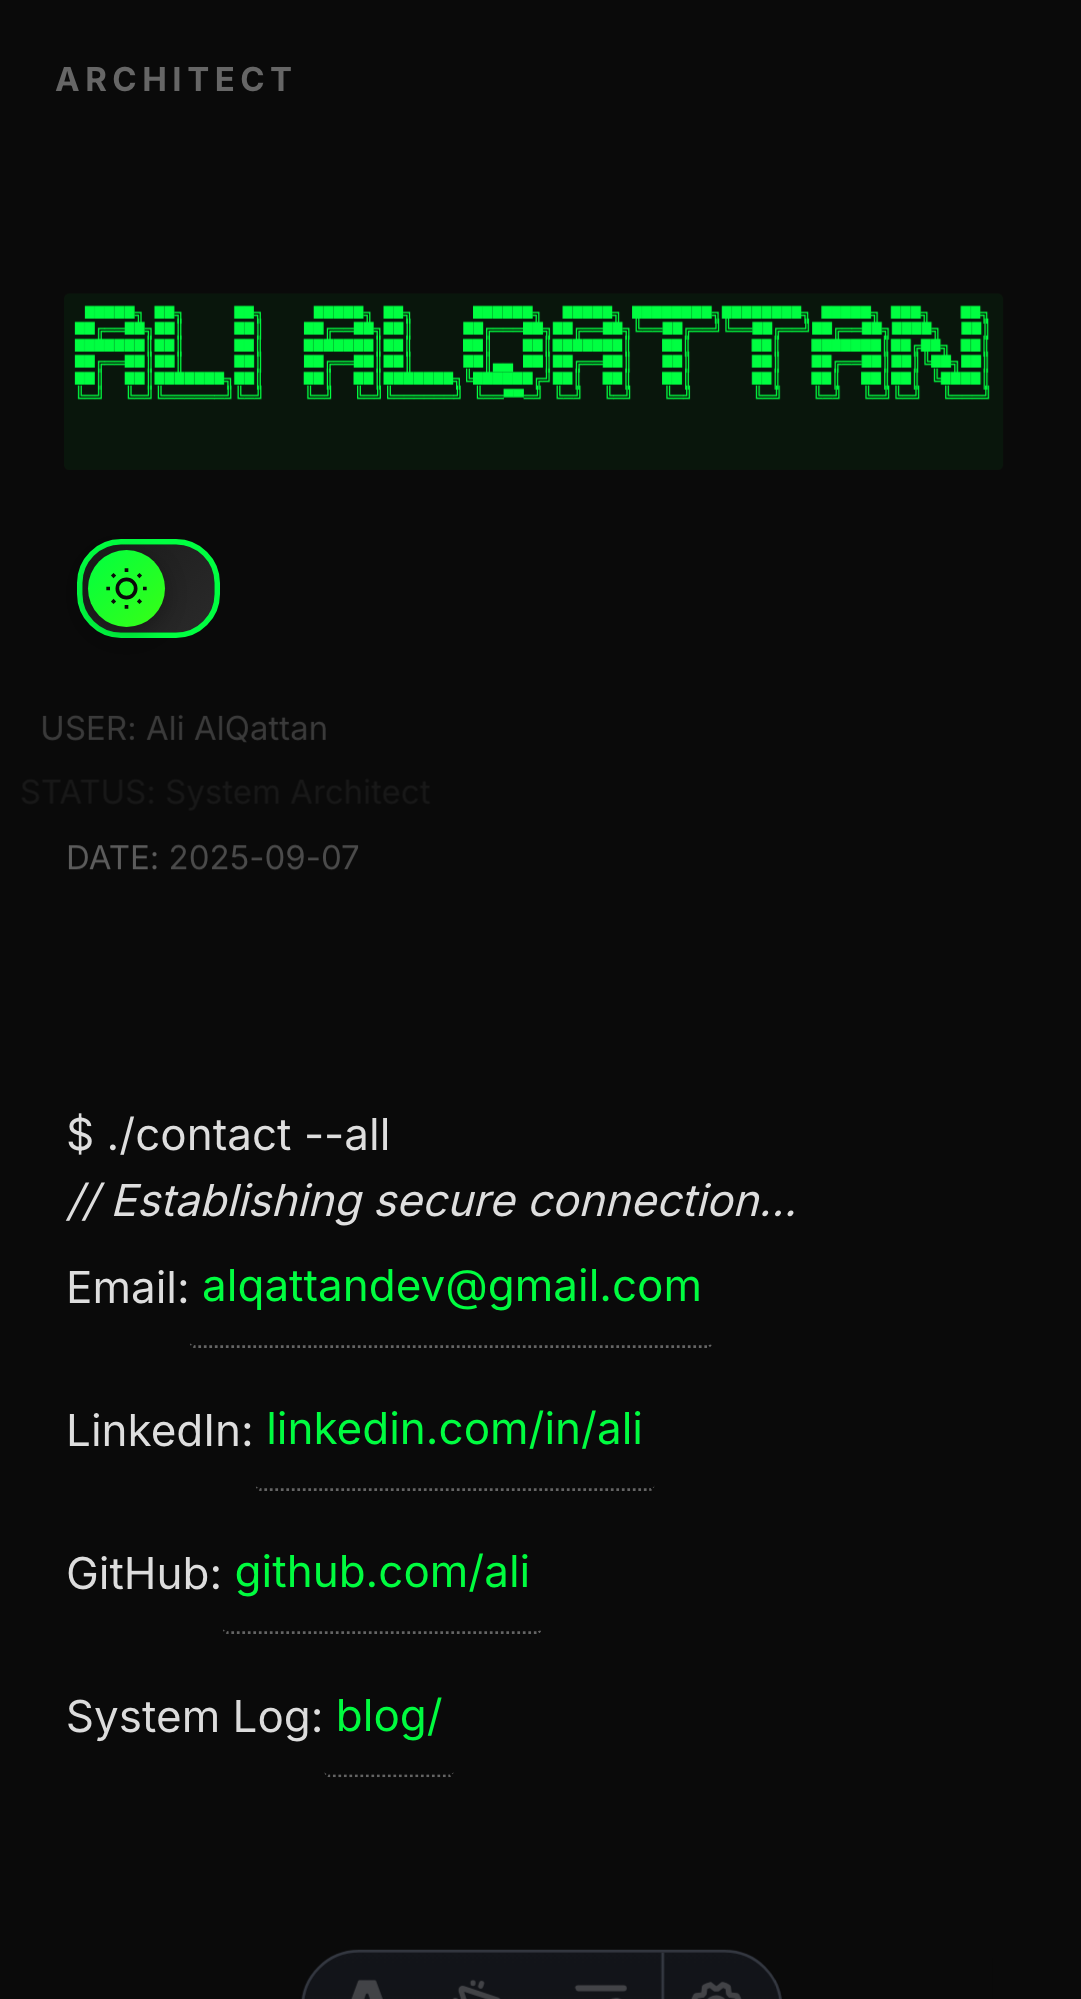 ARCHITECT
ALI ALQATTAN
USER: Ali AlQattan
STATUS: System Architect
DATE: 2025-09-07
$ ./contact --all
// Establishing secure connection...
Email: alqattandev@gmail.com
LinkedIn: linkedin.com/in/ali
GitHub: github.com/ali
System Log: blog/